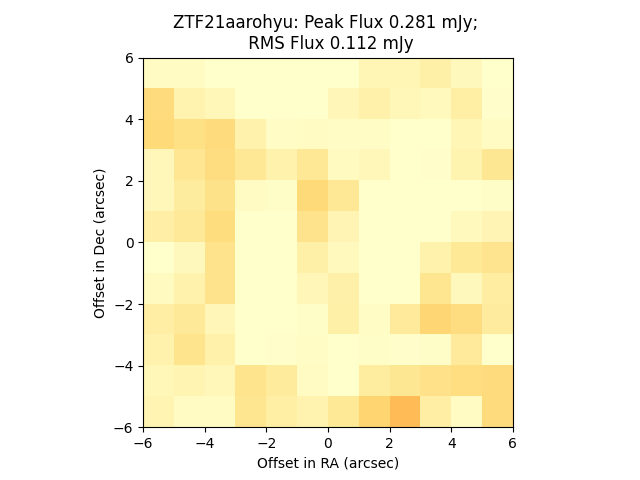 ZTF21aarohyu: Peak Flux 0.281 mJy;
RMS Flux 0.112 mJy
6
4
2
0
−2
−4
−6
Offset in Dec (arcsec)
−6 −4 −2 0 2 4 6
Offset in RA (arcsec)